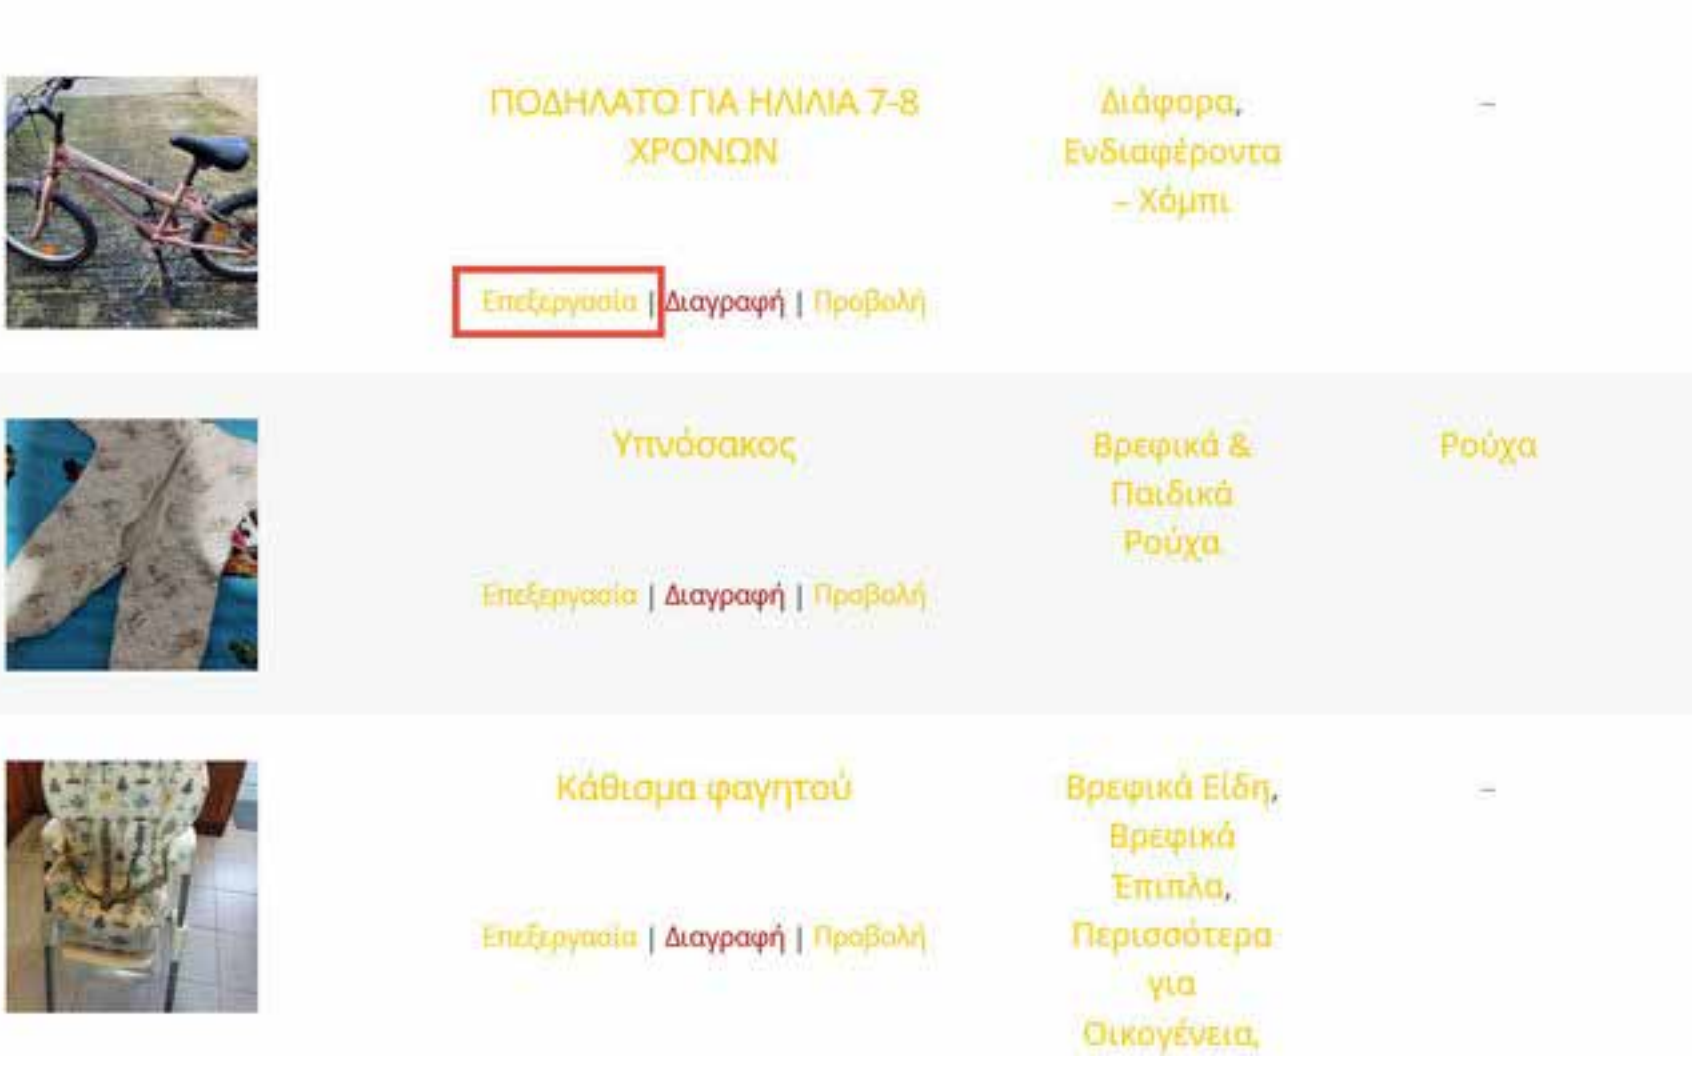 ΠΟΔΗΛΑΤΟ ΓΙΑ ΗΛΙΛΙΑ 7-8
ΧΡΟΝΩΝ
Διάφορα,
Ενδιαφέροντα
– Χόμπι
–
Επεξεργασία | Διαγραφή | Προβολή
Υπνόσακος
Βρεφικά &
Παιδικά
Ρούχα
Ρούχα
Επεξεργασία | Διαγραφή | Προβολή
Κάθισμα φαγητού
Βρεφικά Είδη,
Βρεφικά
Έπιπλα,
Περισσότερα
για
Οικογένεια,
–
Επεξεργασία | Διαγραφή | Προβολή